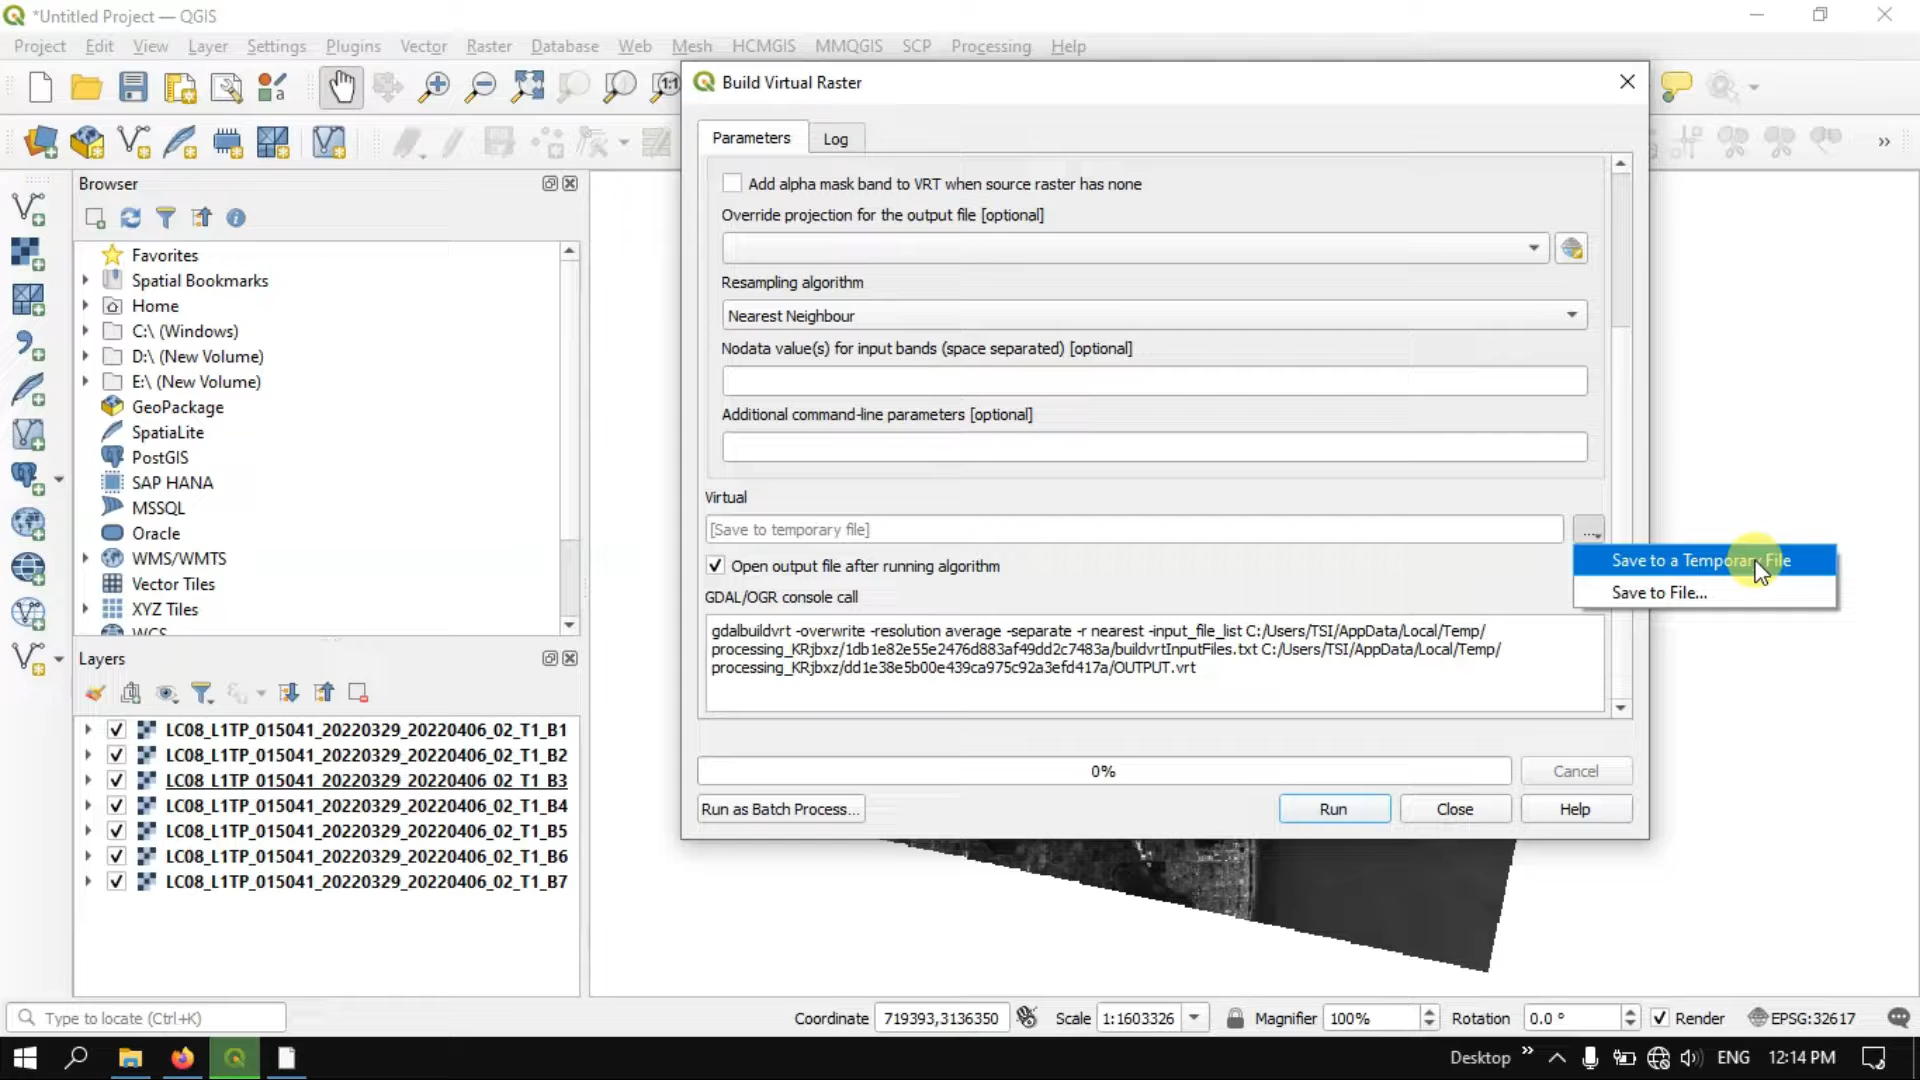 *Untitled Project — QGIS
Project Edit View Layer Settings Plugins Vector Raster Database Web Mesh HCMGIS MMQGIS SCP Processing Help
Build Virtual Raster
Parameters
Log
Add alpha mask band to VRT when source raster has none
Override projection for the output file [optional]
Resampling algorithm
Nearest Neighbour
Nodata value(s) for input bands (space separated) [optional]
Additional command-line parameters [optional]
Virtual
[Save to temporary file]
...
Save to a Temporary File
Save to File...
Open output file after running algorithm
GDAL/OGR console call
gdalbuildvrt -overwrite -resolution average -separate -r nearest -input_file_list C:/Users/TSI/AppData/Local/Temp/
processing_KRjbxz/1db1e82e55e2476d883af49dd2c7483a/buildvrtInputFiles.txt C:/Users/TSI/AppData/Local/Temp/
processing_KRjbxz/dd1e38e5b00e439ca975c92a3efd417a/OUTPUT.vrt
0%
Cancel
Run as Batch Process...
Run
Close
Help
Browser
Favorites
Spatial Bookmarks
Home
C:\ (Windows)
D:\ (New Volume)
E:\ (New Volume)
GeoPackage
SpatiaLite
PostGIS
SAP HANA
MSSQL
Oracle
WMS/WMTS
Vector Tiles
XYZ Tiles
WCS
Layers
LC08_L1TP_015041_20220329_20220406_02_T1_B1
LC08_L1TP_015041_20220329_20220406_02_T1_B2
LC08_L1TP_015041_20220329_20220406_02_T1_B3
LC08_L1TP_015041_20220329_20220406_02_T1_B4
LC08_L1TP_015041_20220329_20220406_02_T1_B5
LC08_L1TP_015041_20220329_20220406_02_T1_B6
LC08_L1TP_015041_20220329_20220406_02_T1_B7
Type to locate (Ctrl+K)
Coordinate 719393,3136350 Scale 1:1603326 Magnifier 100% Rotation 0.0 ° Render EPSG:32617
Desktop ENG 12:14 PM